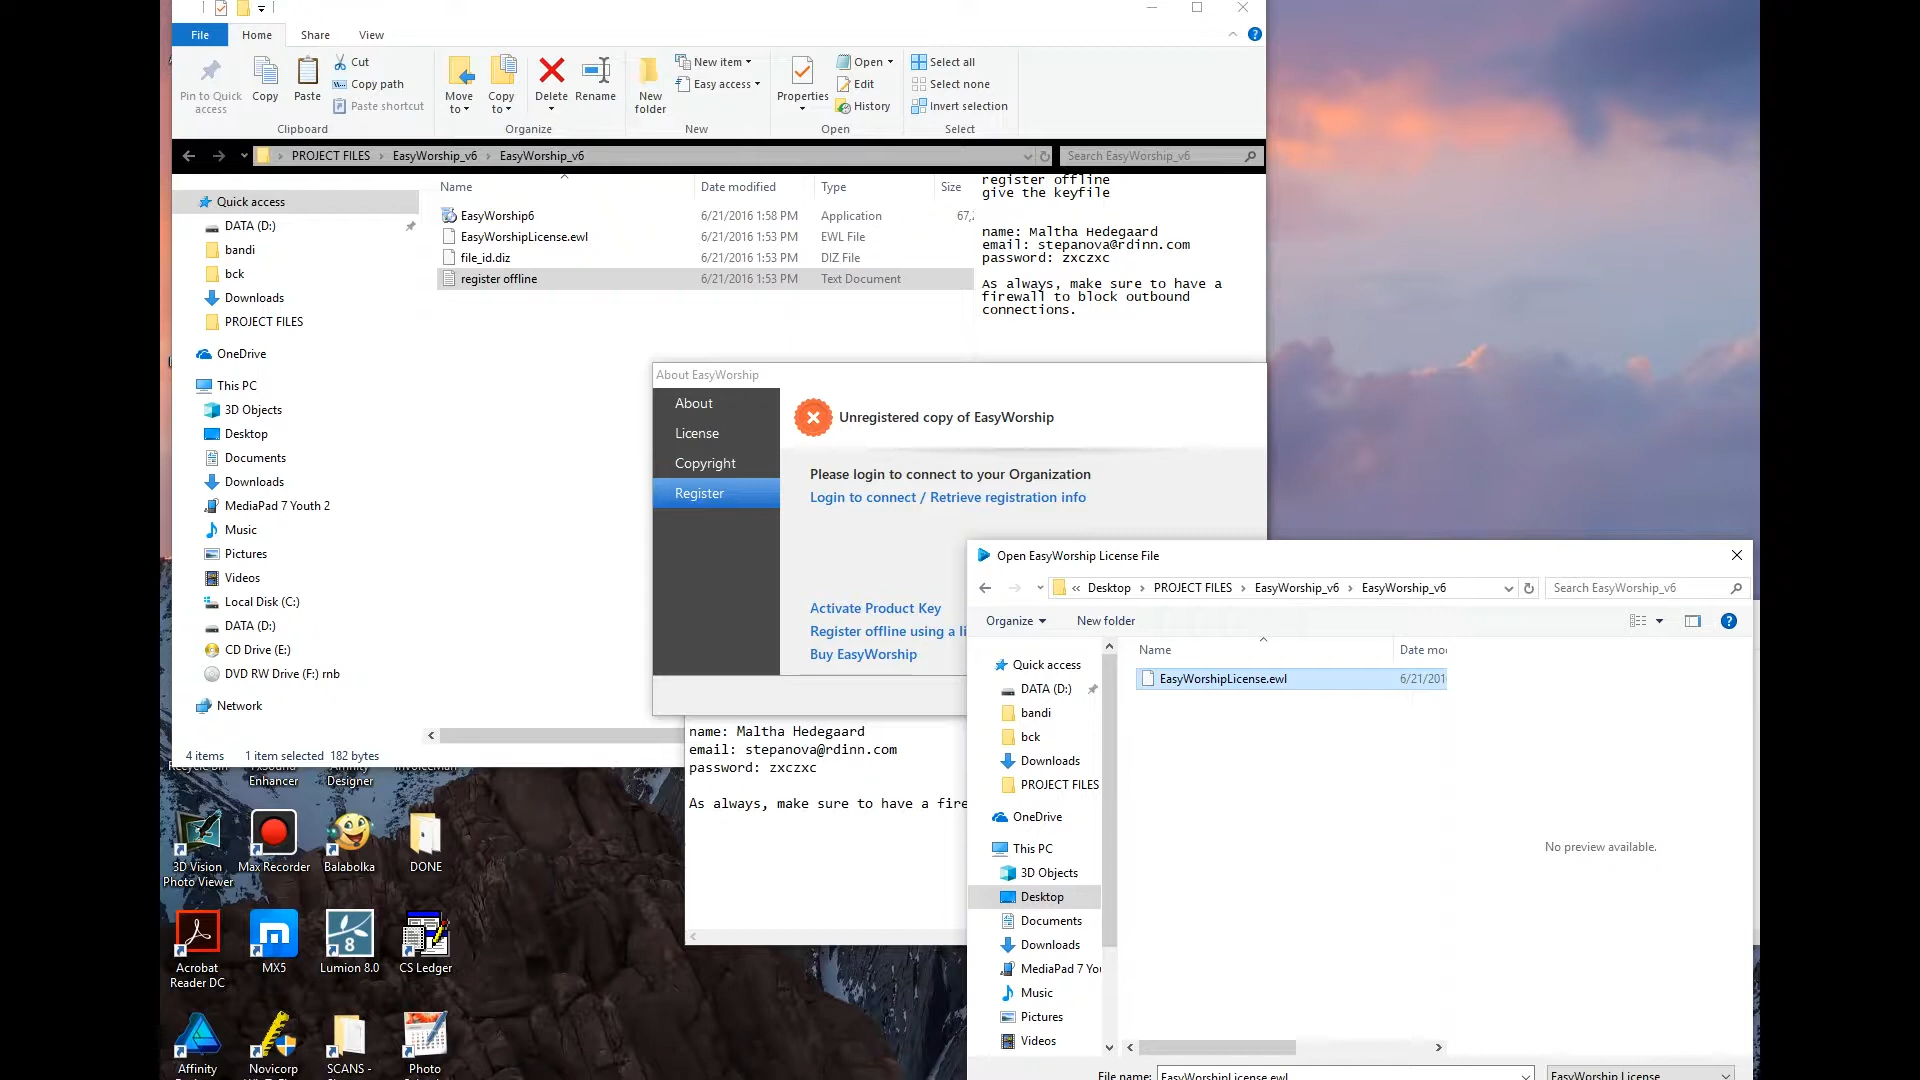 File
Home
Share
View
Pin to Quick access
Copy
Paste
Cut
Copy path
Paste shortcut
Clipboard
Move to
Copy to
Delete
Rename
Organize
New folder
New item
Easy access
New
Properties
Open
Edit
History
Open
Select all
Select none
Invert selection
Select
PROJECT FILES
EasyWorship_v6
EasyWorship_v6
Search EasyWorship_v6
Quick access
DATA (D:)
bandi
bck
Downloads
PROJECT FILES
OneDrive
This PC
3D Objects
Desktop
Documents
Downloads
MediaPad 7 Youth 2
Music
Pictures
Videos
Local Disk (C:)
DATA (D:)
CD Drive (E:)
DVD RW Drive (F:) rnb
Network
Name Date modified Type Size
EasyWorship6 6/21/2016 1:58 PM Application 67,
EasyWorshipLicense.ewl 6/21/2016 1:53 PM EWL File
file_id.diz 6/21/2016 1:53 PM DIZ File
register offline 6/21/2016 1:53 PM Text Document
register offline
give the keyfile
name: Maltha Hedegaard
email: stepanova@rdinn.com
password: zxczxc
As always, make sure to have a
firewall to block outbound
connections.
4 items 1 item selected 182 bytes
About EasyWorship
About
License
Copyright
Register
Unregistered copy of EasyWorship
Please login to connect to your Organization
Login to connect / Retrieve registration info
Activate Product Key
Register offline using a li
Buy EasyWorship
name: Maltha Hedegaard
email: stepanova@rdinn.com
password: zxczxc
As always, make sure to have a fire
Open EasyWorship License File
« Desktop
PROJECT FILES
EasyWorship_v6
EasyWorship_v6
Search EasyWorship_v6
Organize
New folder
Quick access
DATA (D:)
bandi
bck
Downloads
PROJECT FILES
OneDrive
This PC
3D Objects
Desktop
Documents
Downloads
MediaPad 7 You
Music
Pictures
Videos
Name Date mo
EasyWorshipLicense.ewl 6/21/201
No preview available.
File name: EasyWorshipLicense.ewl
EasyWorship License
Enhancer
Affinity
Designer
3D Vision
Photo Viewer
Max Recorder
Balabolka
DONE
Acrobat
Reader DC
MX5
Lumion 8.0
8
CS Ledger
Affinity
Novicorp
SCANS -
Photo